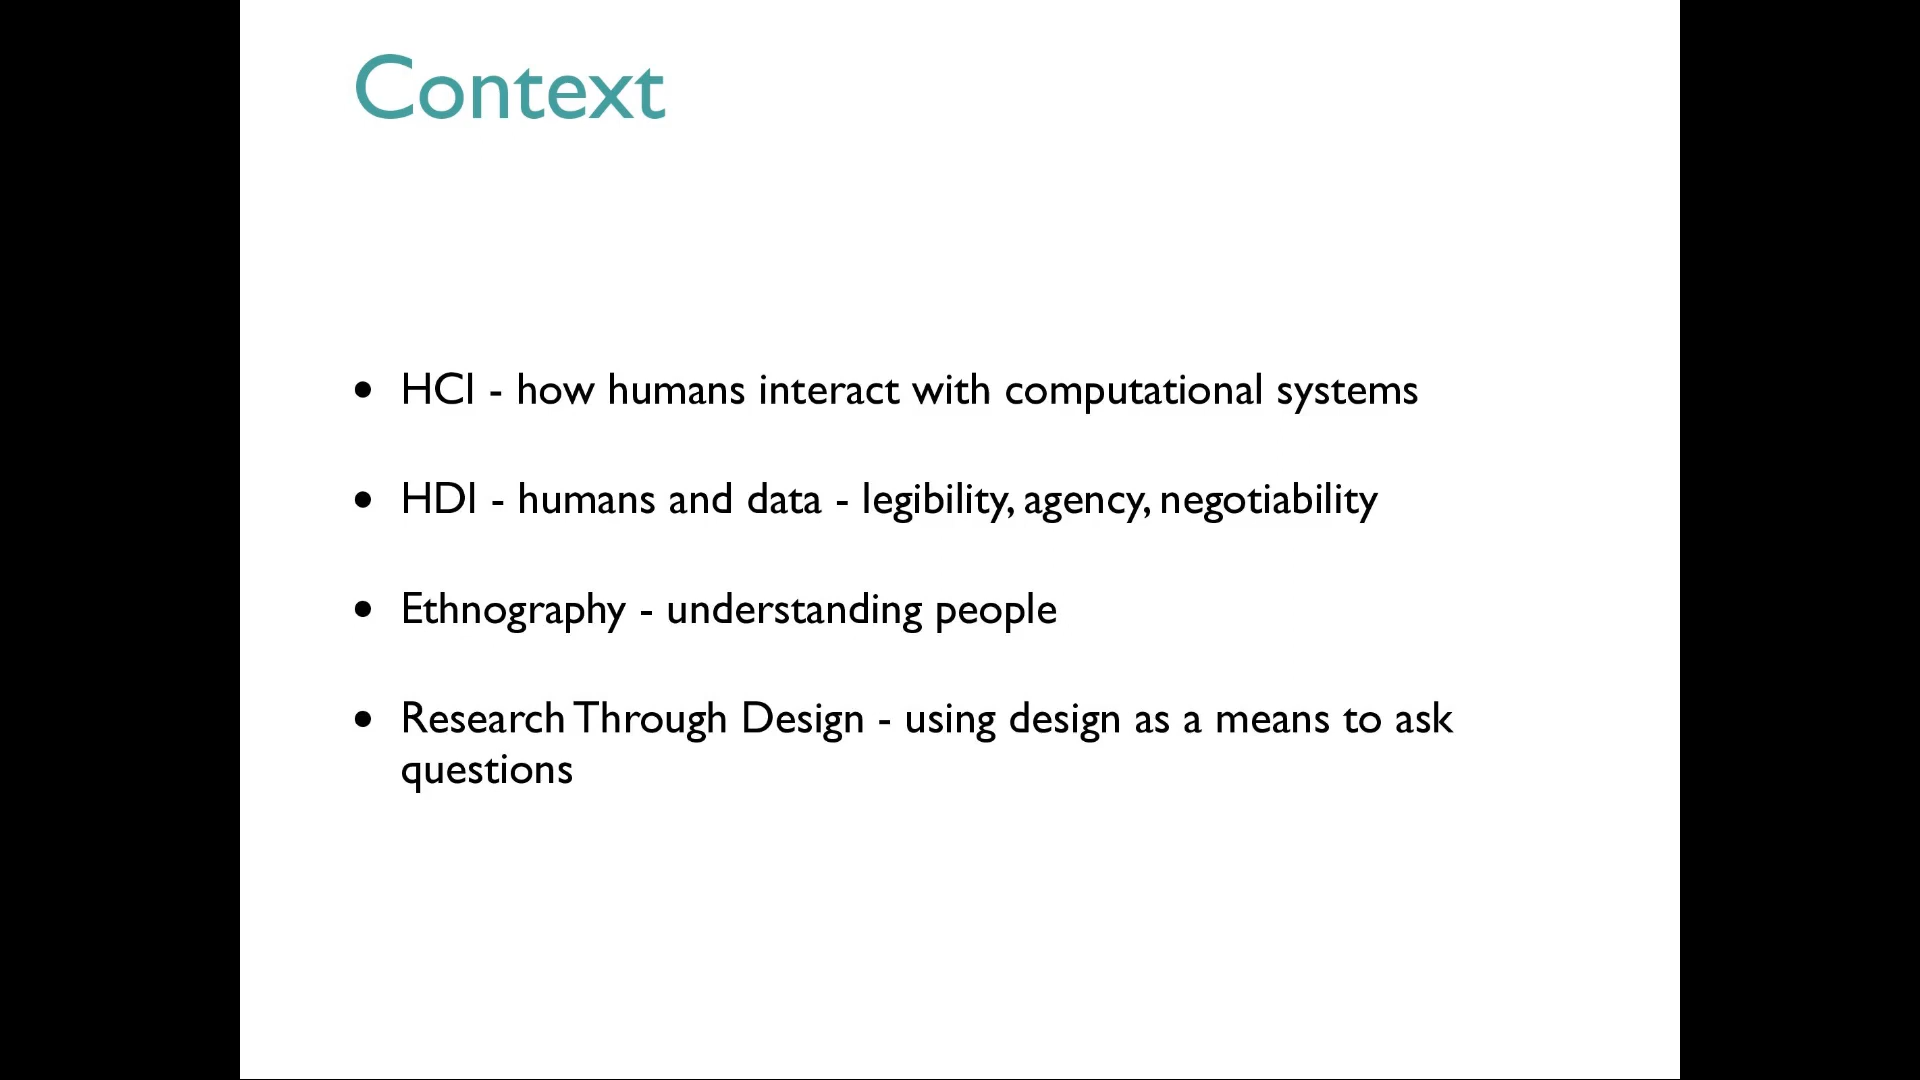 Context
• HCI - how humans interact with computational systems
• HDI - humans and data - legibility, agency, negotiability
• Ethnography - understanding people
• Research Through Design - using design as a means to ask
questions